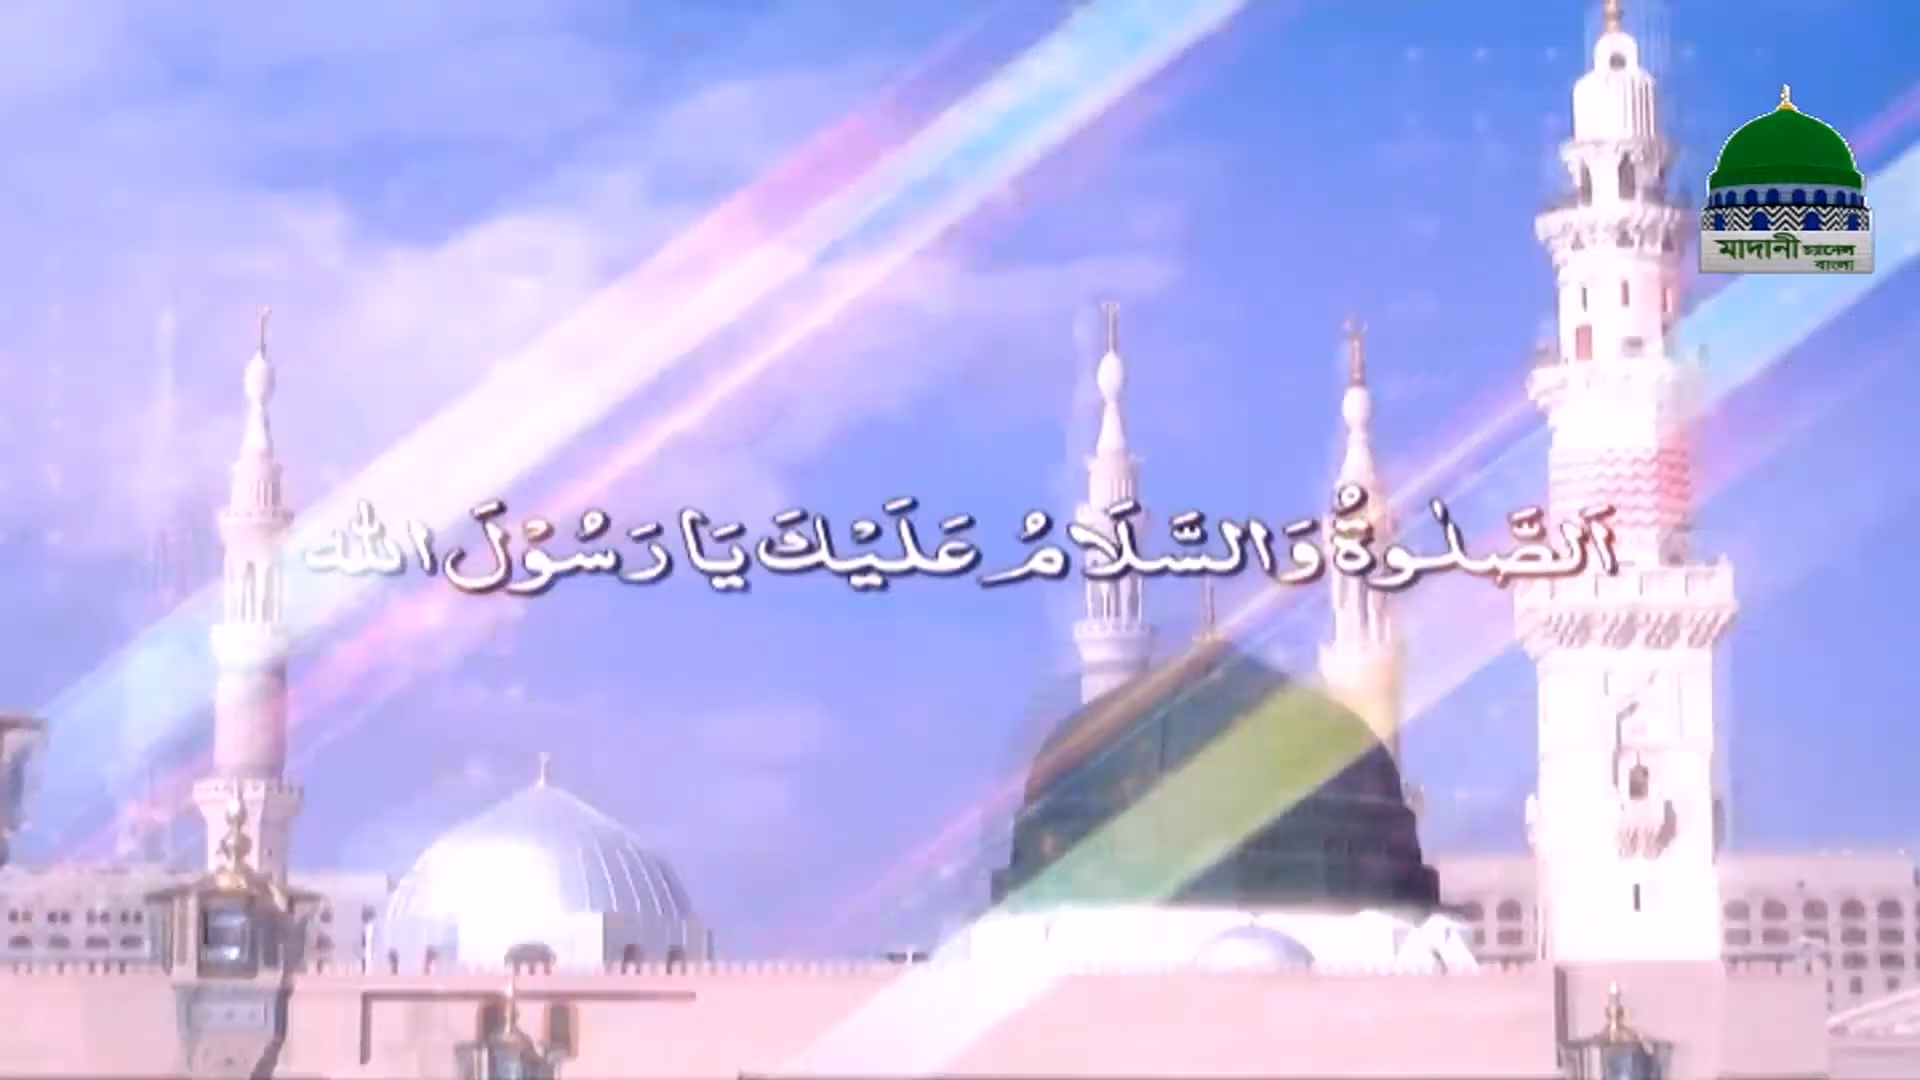 اَلصَّلٰوةُ وَالسَّلَامُ عَلَيْكَ يَا رَسُوْلَ الله
মাদানী চ্যানেল
বাংলা